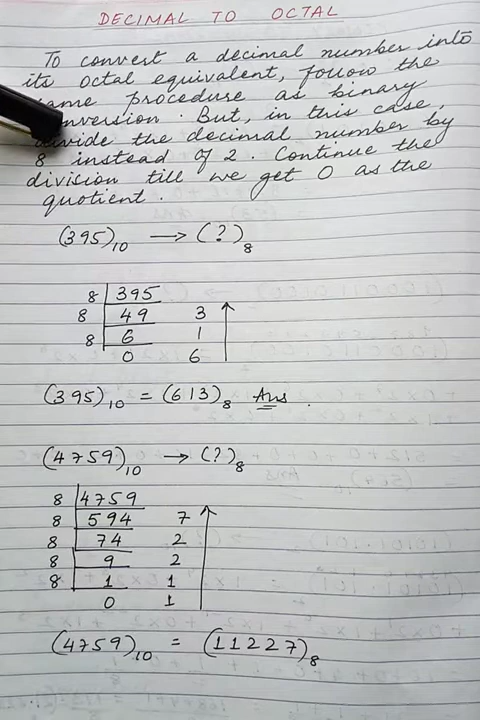 DECIMAL TO OCTAL
To convert a decimal number into
its octal equivalent, follow the
same procedure as binary
conversion. But, in this case,
divide the decimal number by
8 instead of 2. Continue the
division till we get 0 as the
quotient.
(395)₁₀ → (?)₈
8 395
8 49 3
8 6 1
0 6
(395)₁₀ = (613)₈ Ans.
(4759)₁₀ → (?)₈
8 4759
8 594 7
8 74 2
8 9 2
8 1 1
0 1
(4759)₁₀ = (11227)₈